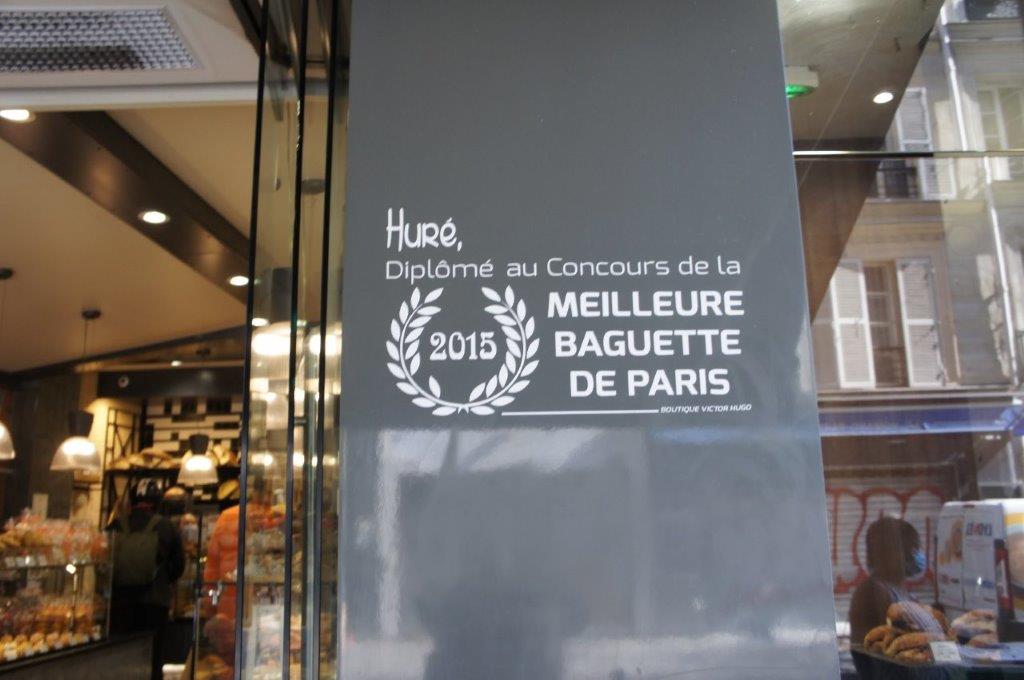 Huré,
Diplômé au Concours de la
2015
MEILLEURE
BAGUETTE
DE PARIS
BOUTIQUE VICTOR HUGO